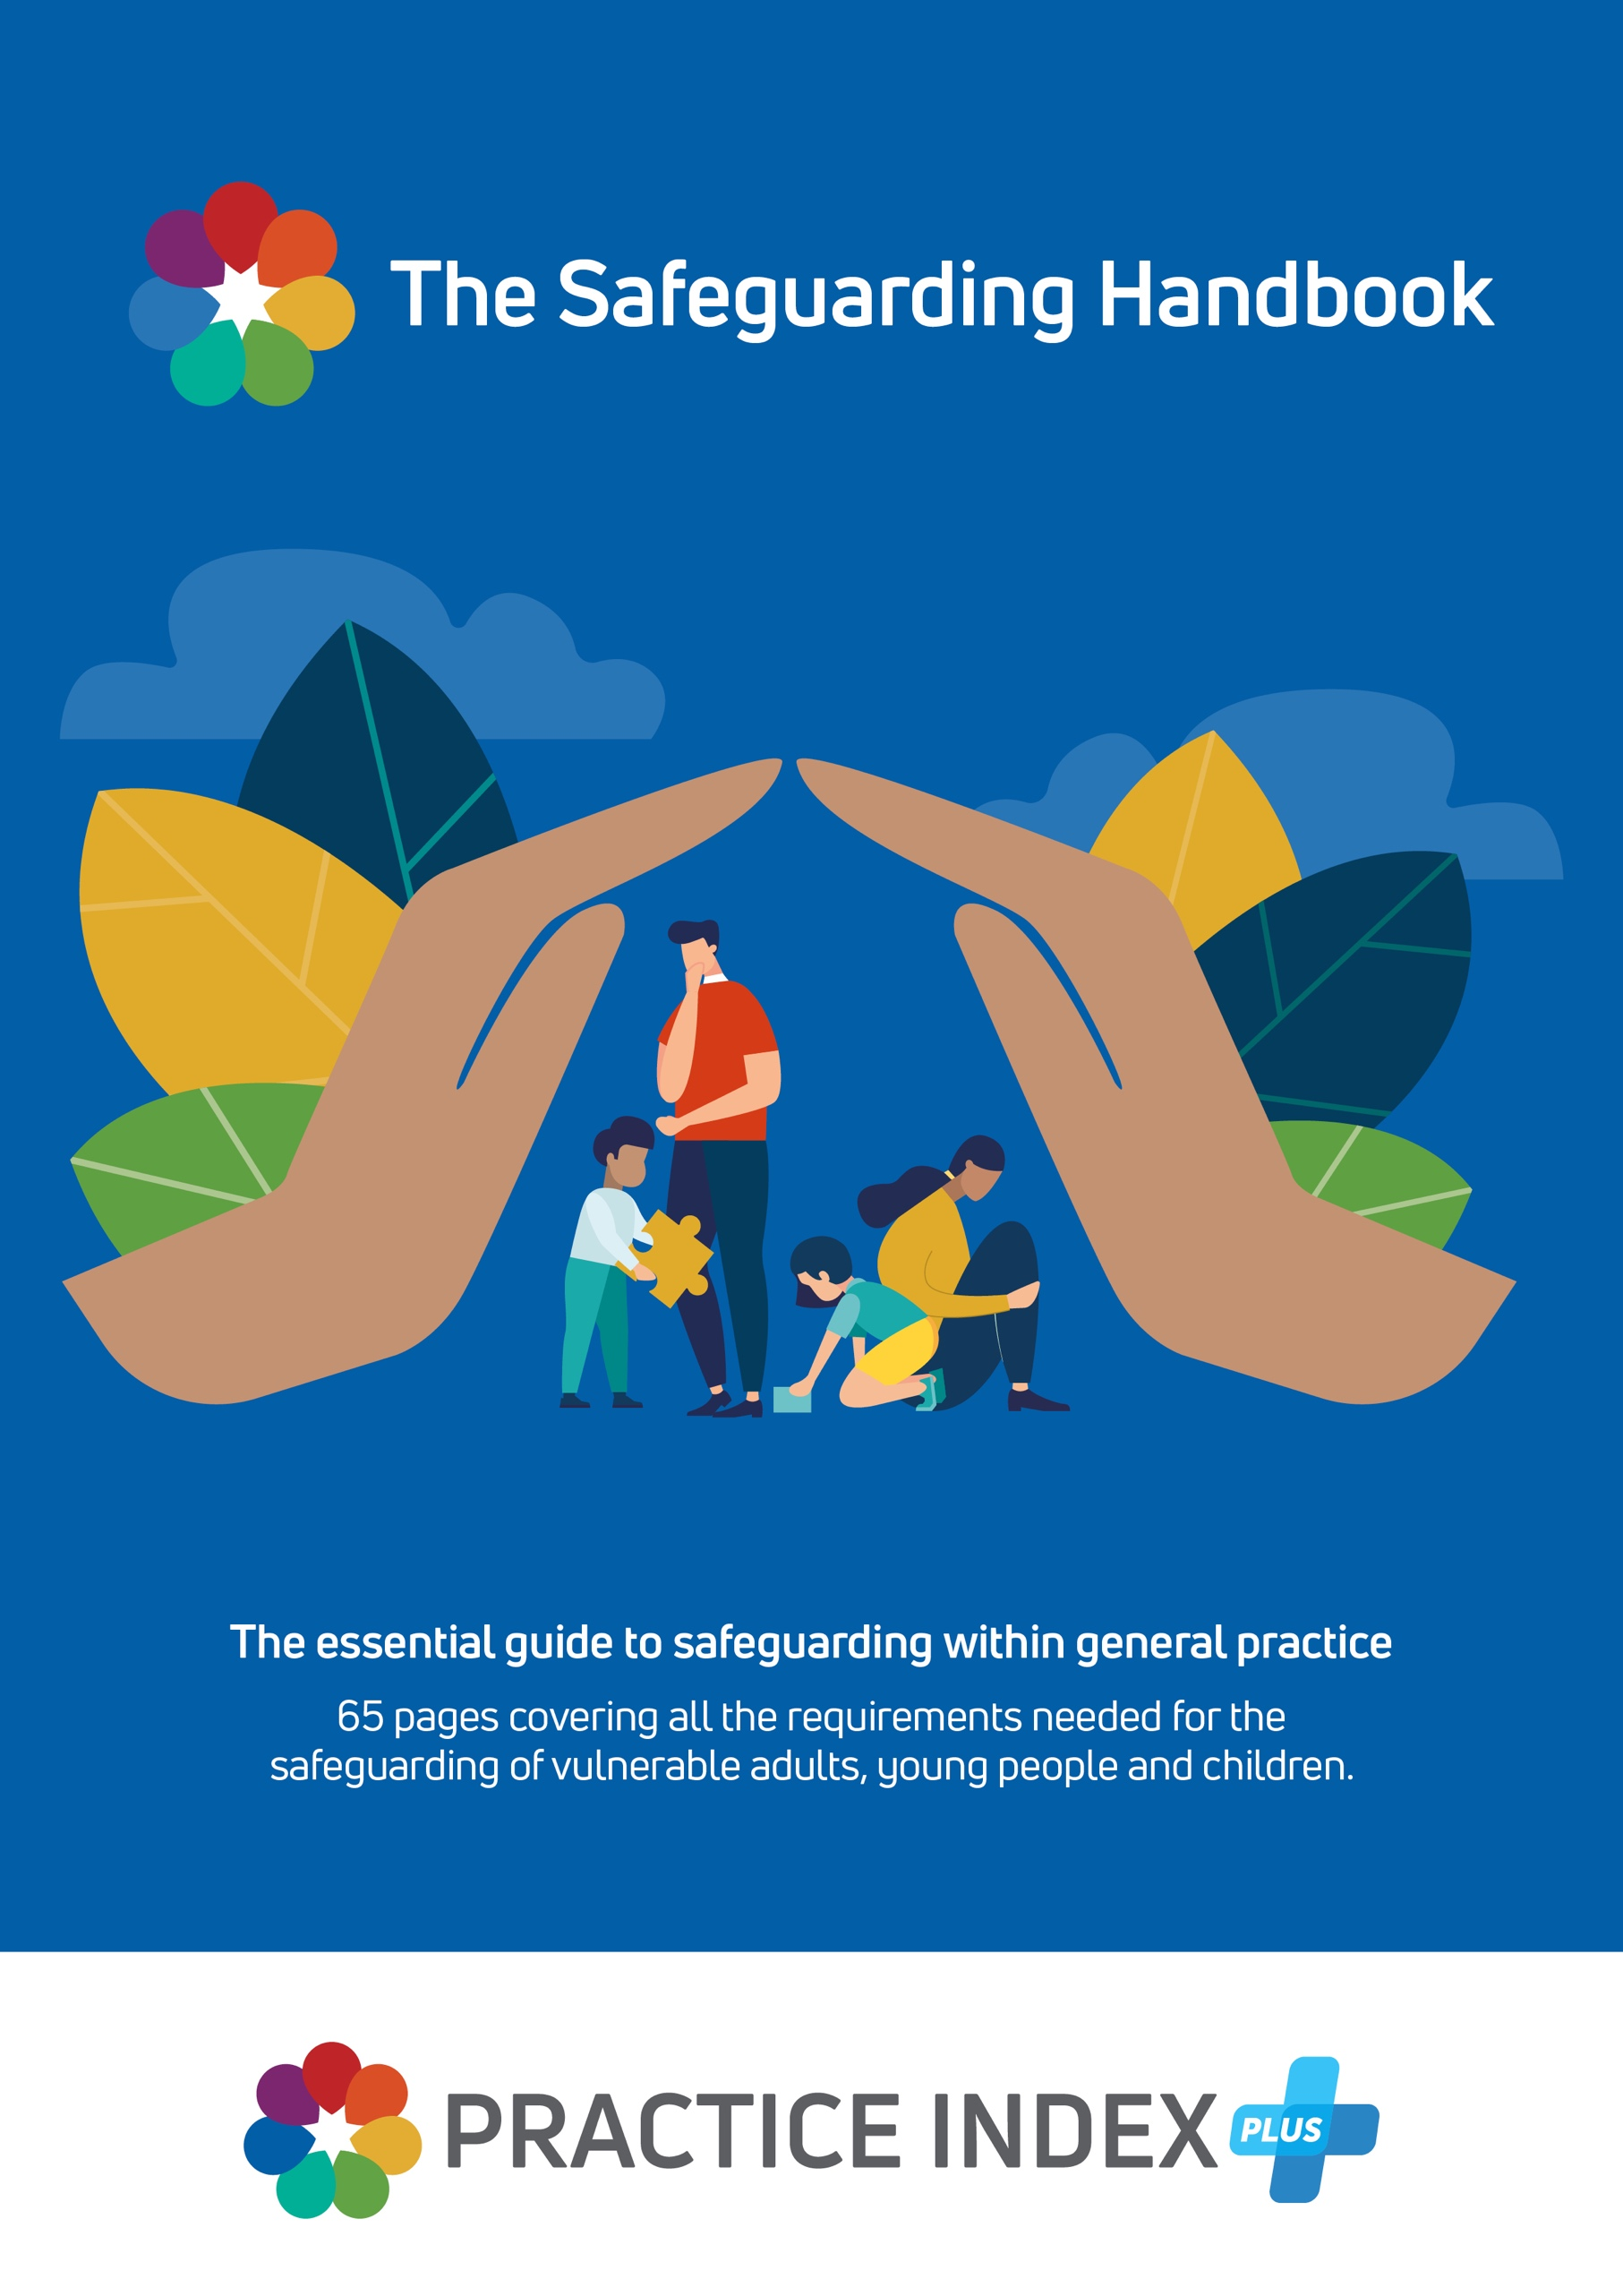 The Safeguarding Handbook
The essential guide to safeguarding within general practice
65 pages covering all the requirements needed for the
safeguarding of vulnerable adults, young people and children.
PRACTICE INDEX PLUS